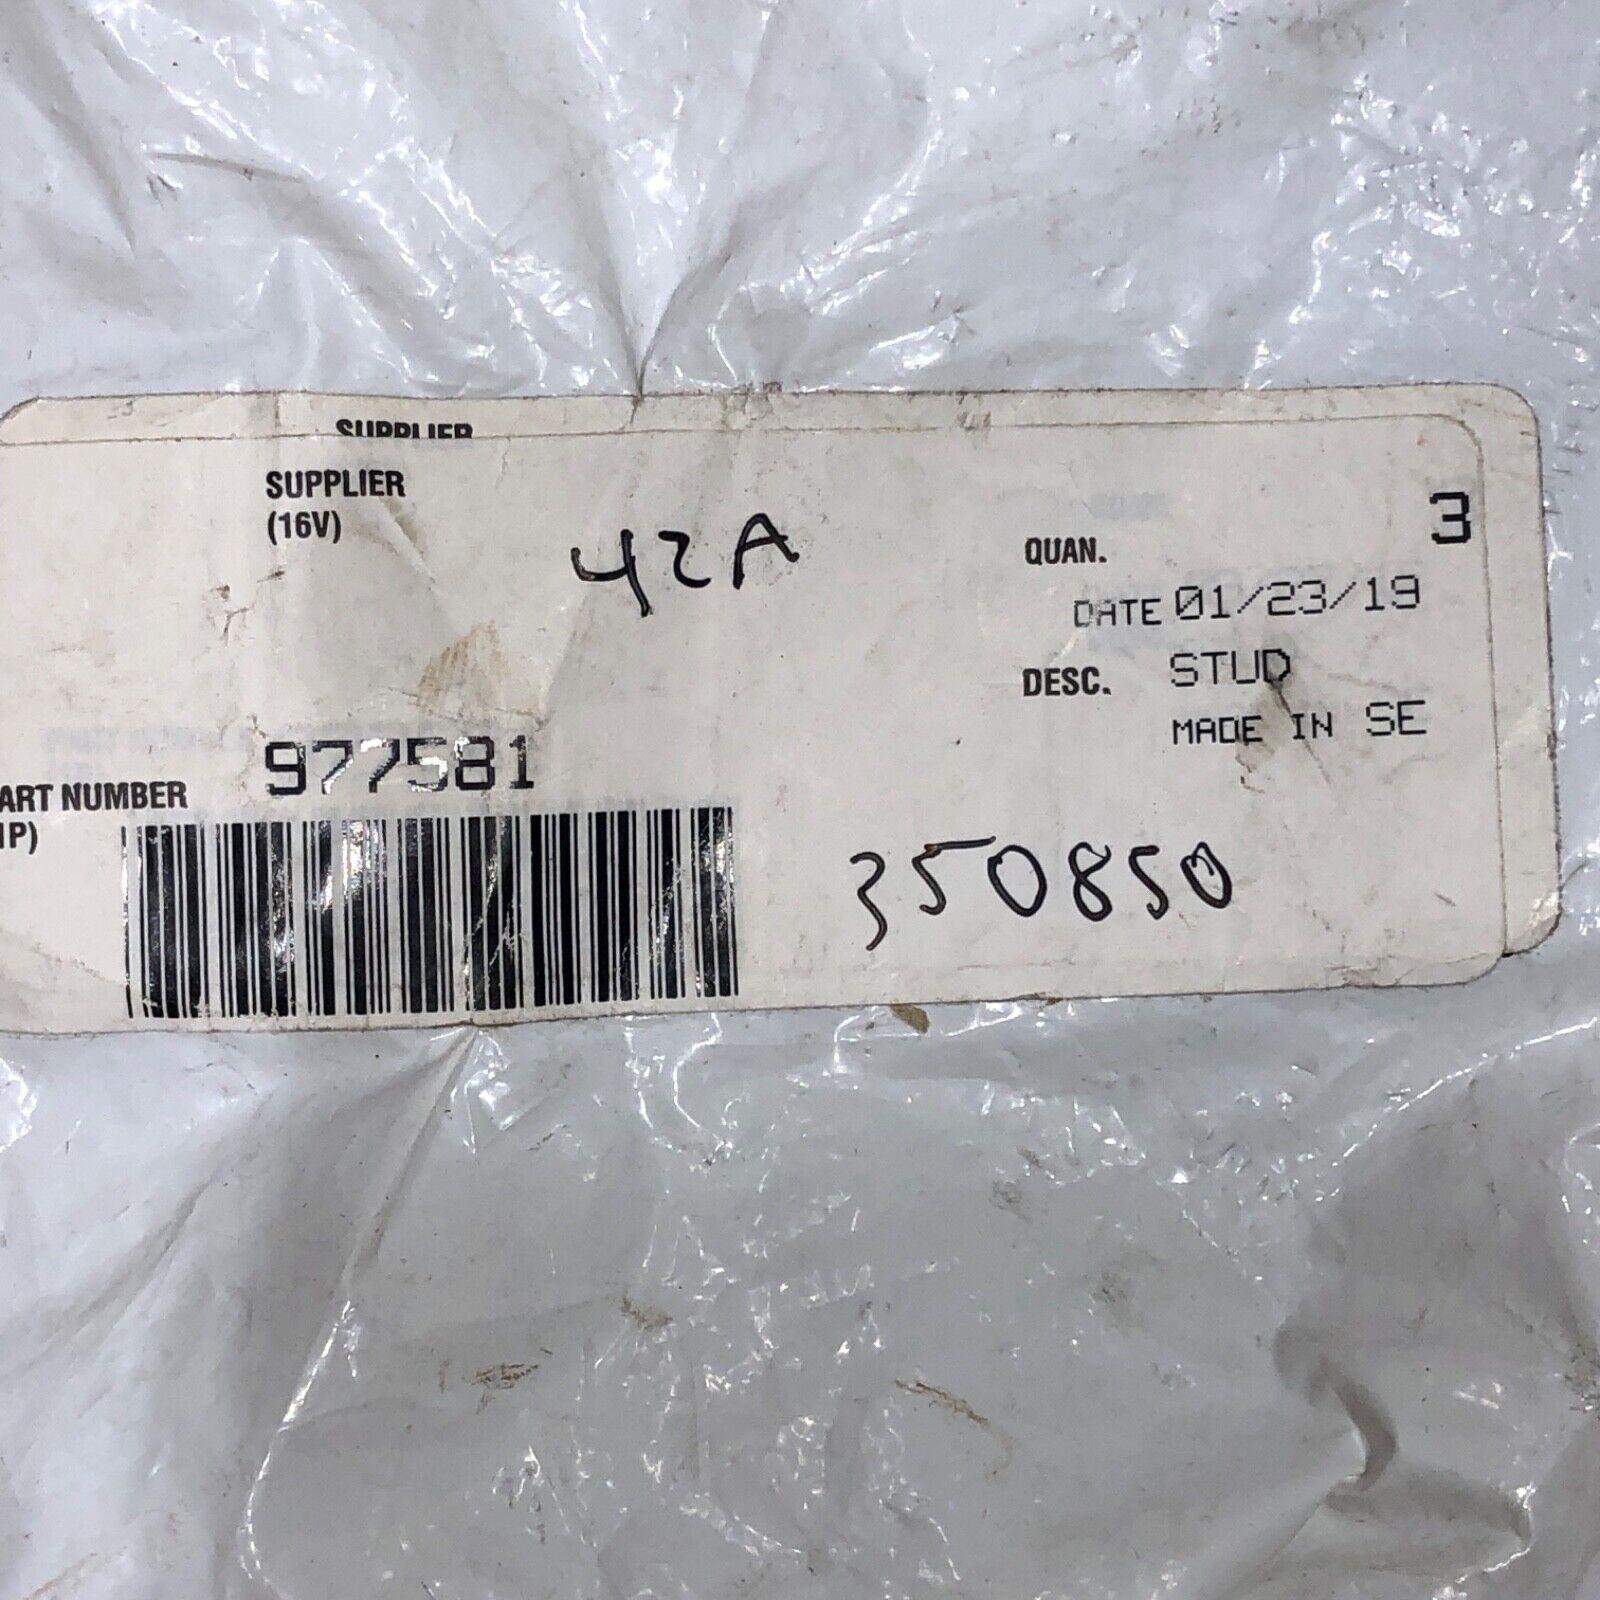 SUPPLIER
SUPPLIER
(16V)
42A
QUAN. 3
DATE 01/23/19
DESC. STUD
MADE IN SE
977581
ART NUMBER
1P)
350850